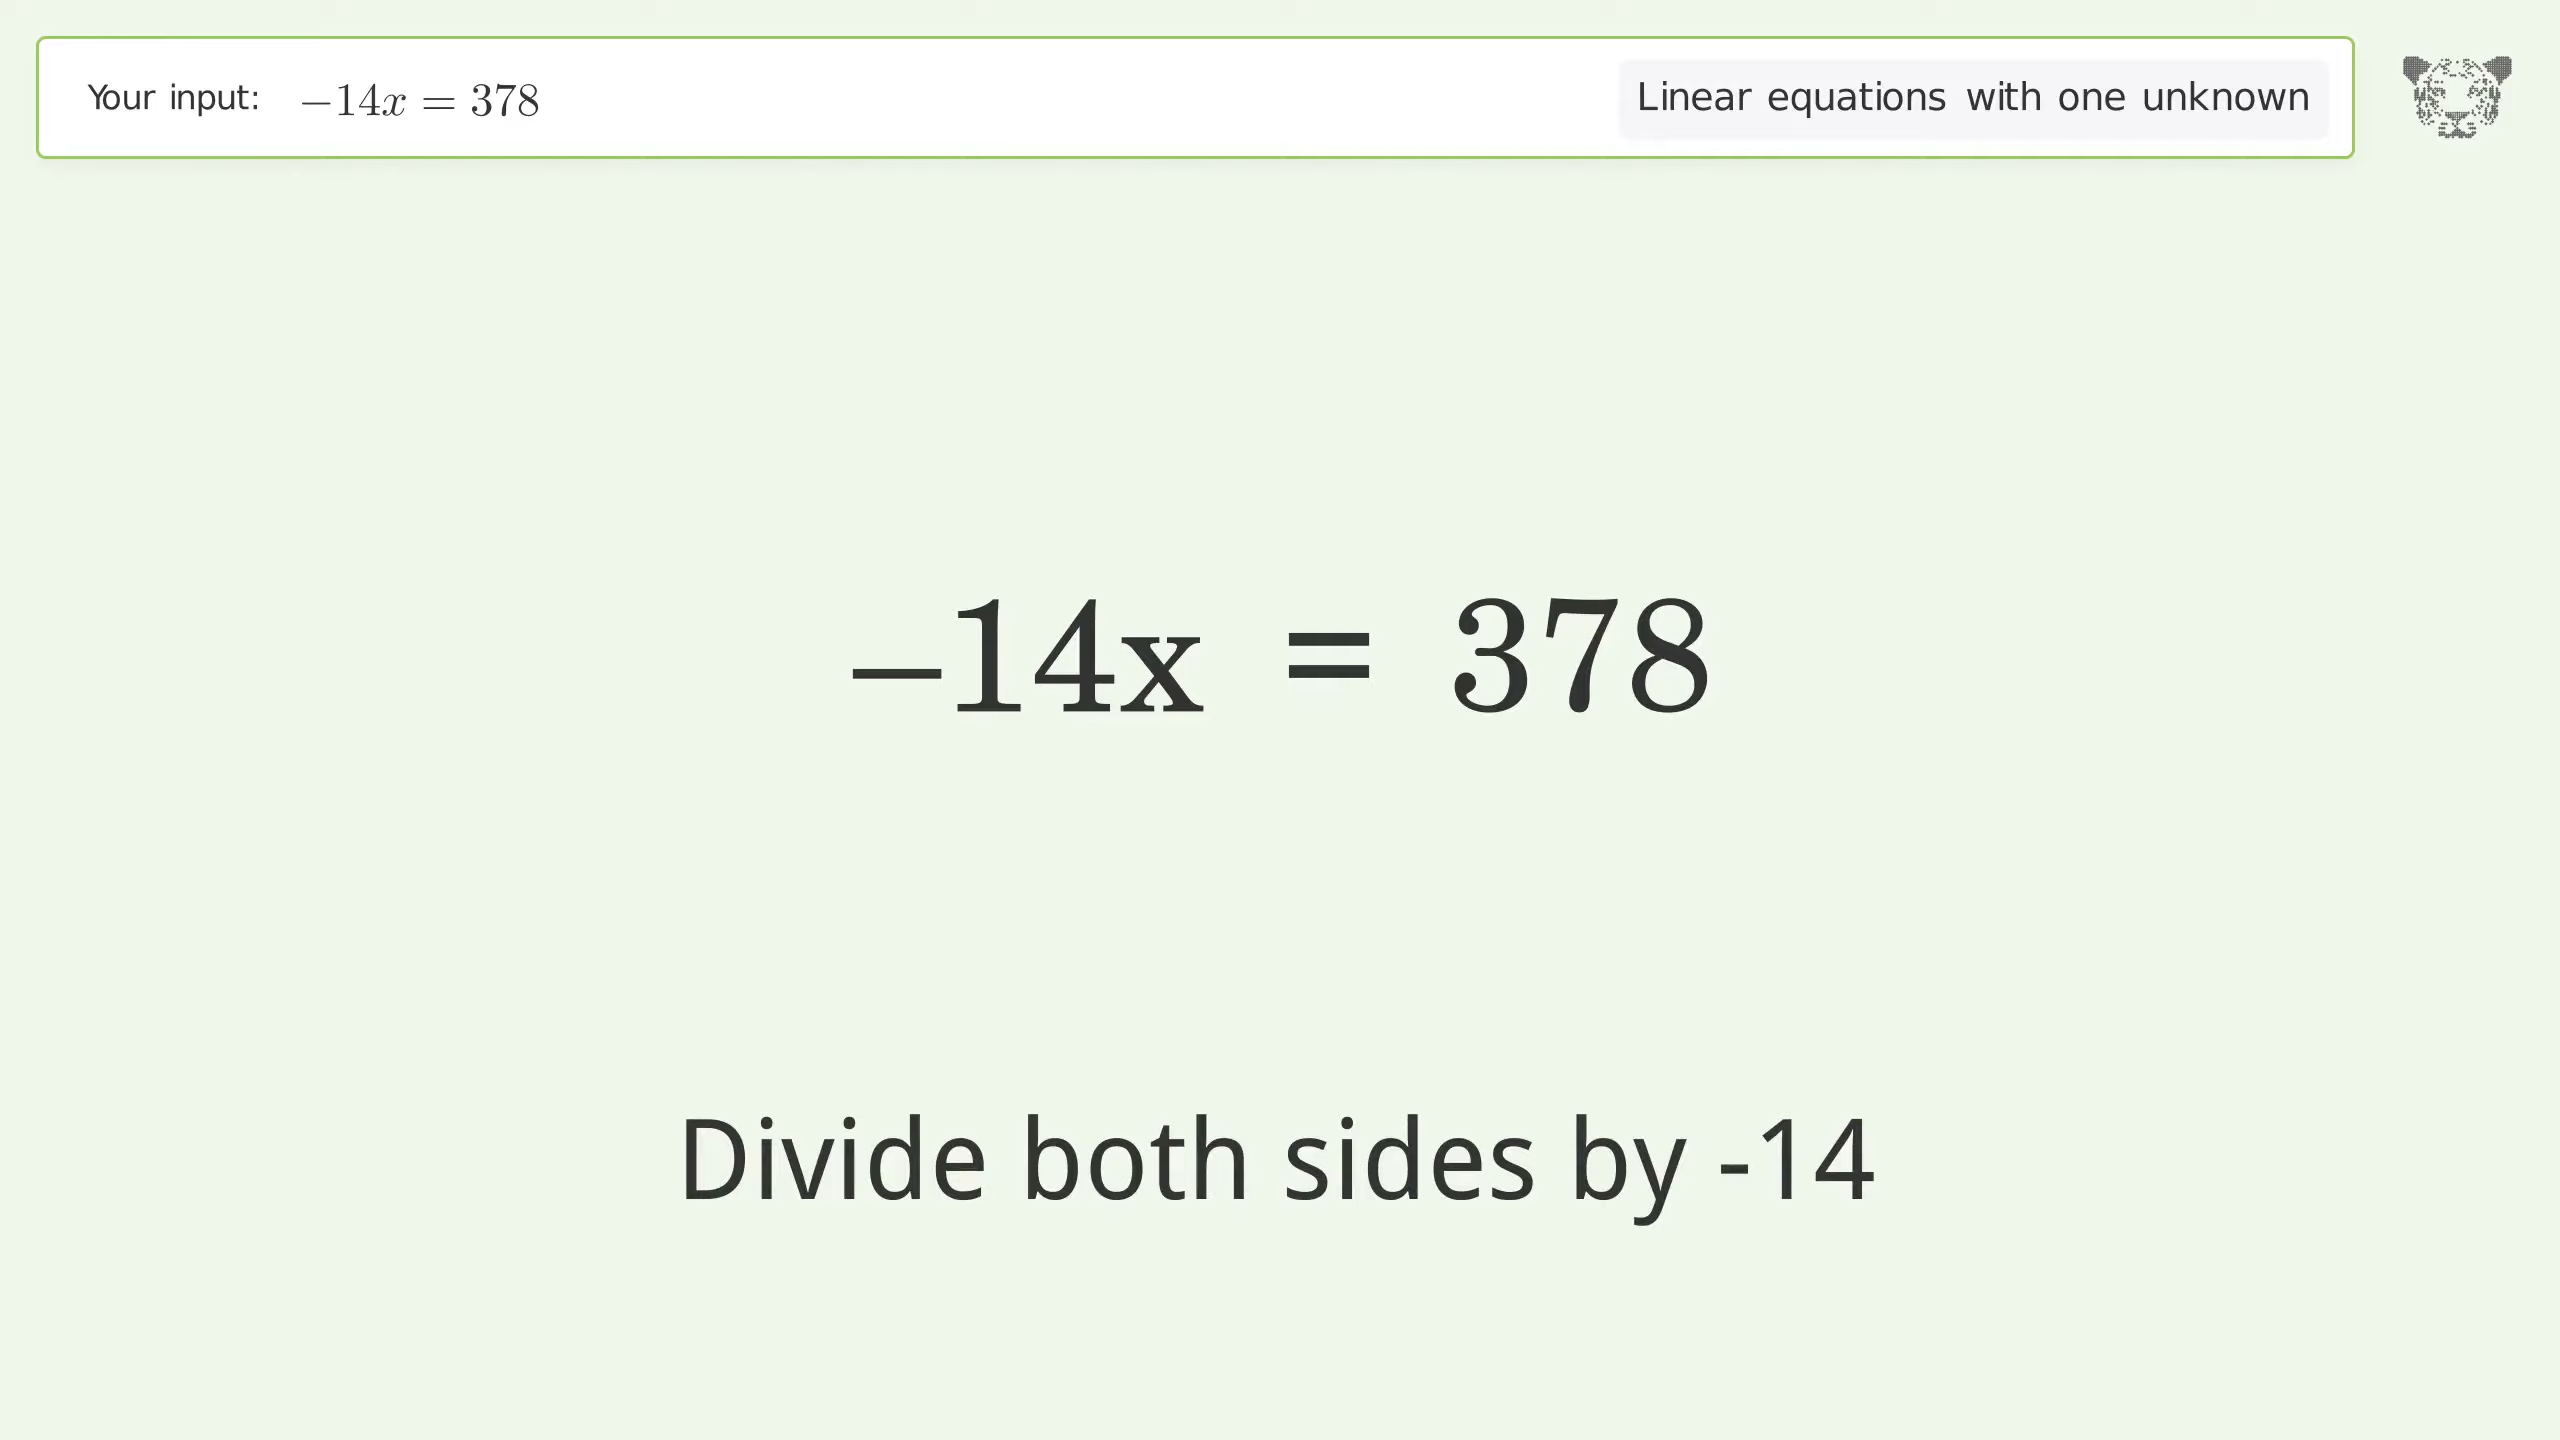 Your input: −14x = 378
Linear equations with one unknown
−14x = 378
Divide both sides by -14